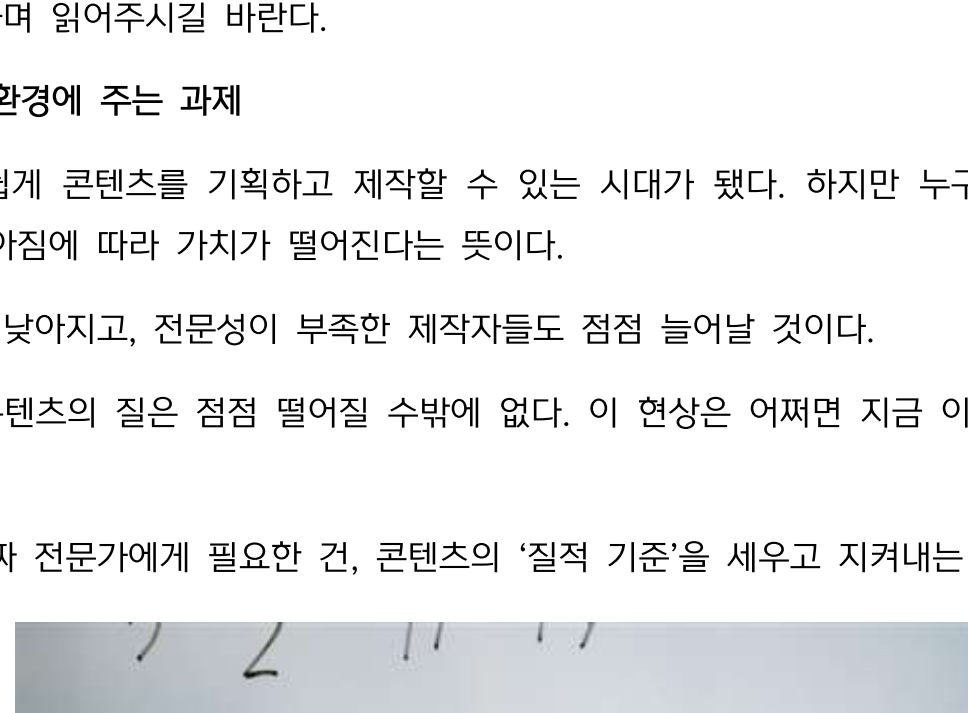 며 읽어주시길 바란다.
환경에 주는 과제
쉽게 콘텐츠를 기획하고 제작할 수 있는 시대가 됐다. 하지만
아짐에 따라 가치가 떨어진다는 뜻이다.
낮아지고, 전문성이 부족한 제작자들도 점점 늘어날 것이다.
콘텐츠의 질은 점점 떨어질 수밖에 없다. 이 현상은 어쩌면 지금
전문가에게 필요한 건, 콘텐츠의 ‘질적 기준’을 세우고 지켜내는